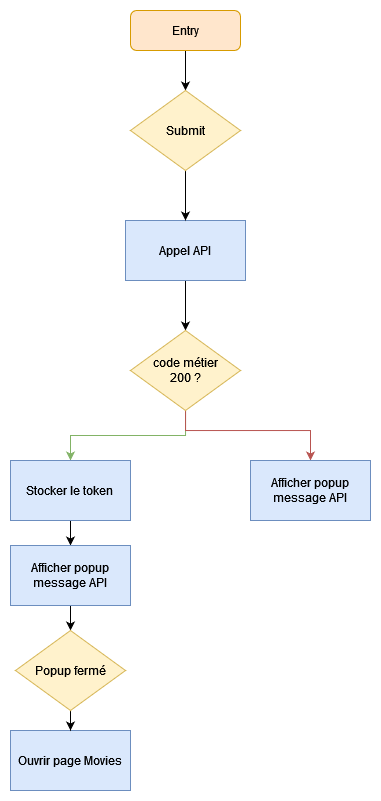 Entry
Submit
Appel API
code métier
200 ?
Stocker le token
Afficher popup
message API
Afficher popup
message API
Popup fermé
Ouvrir page Movies